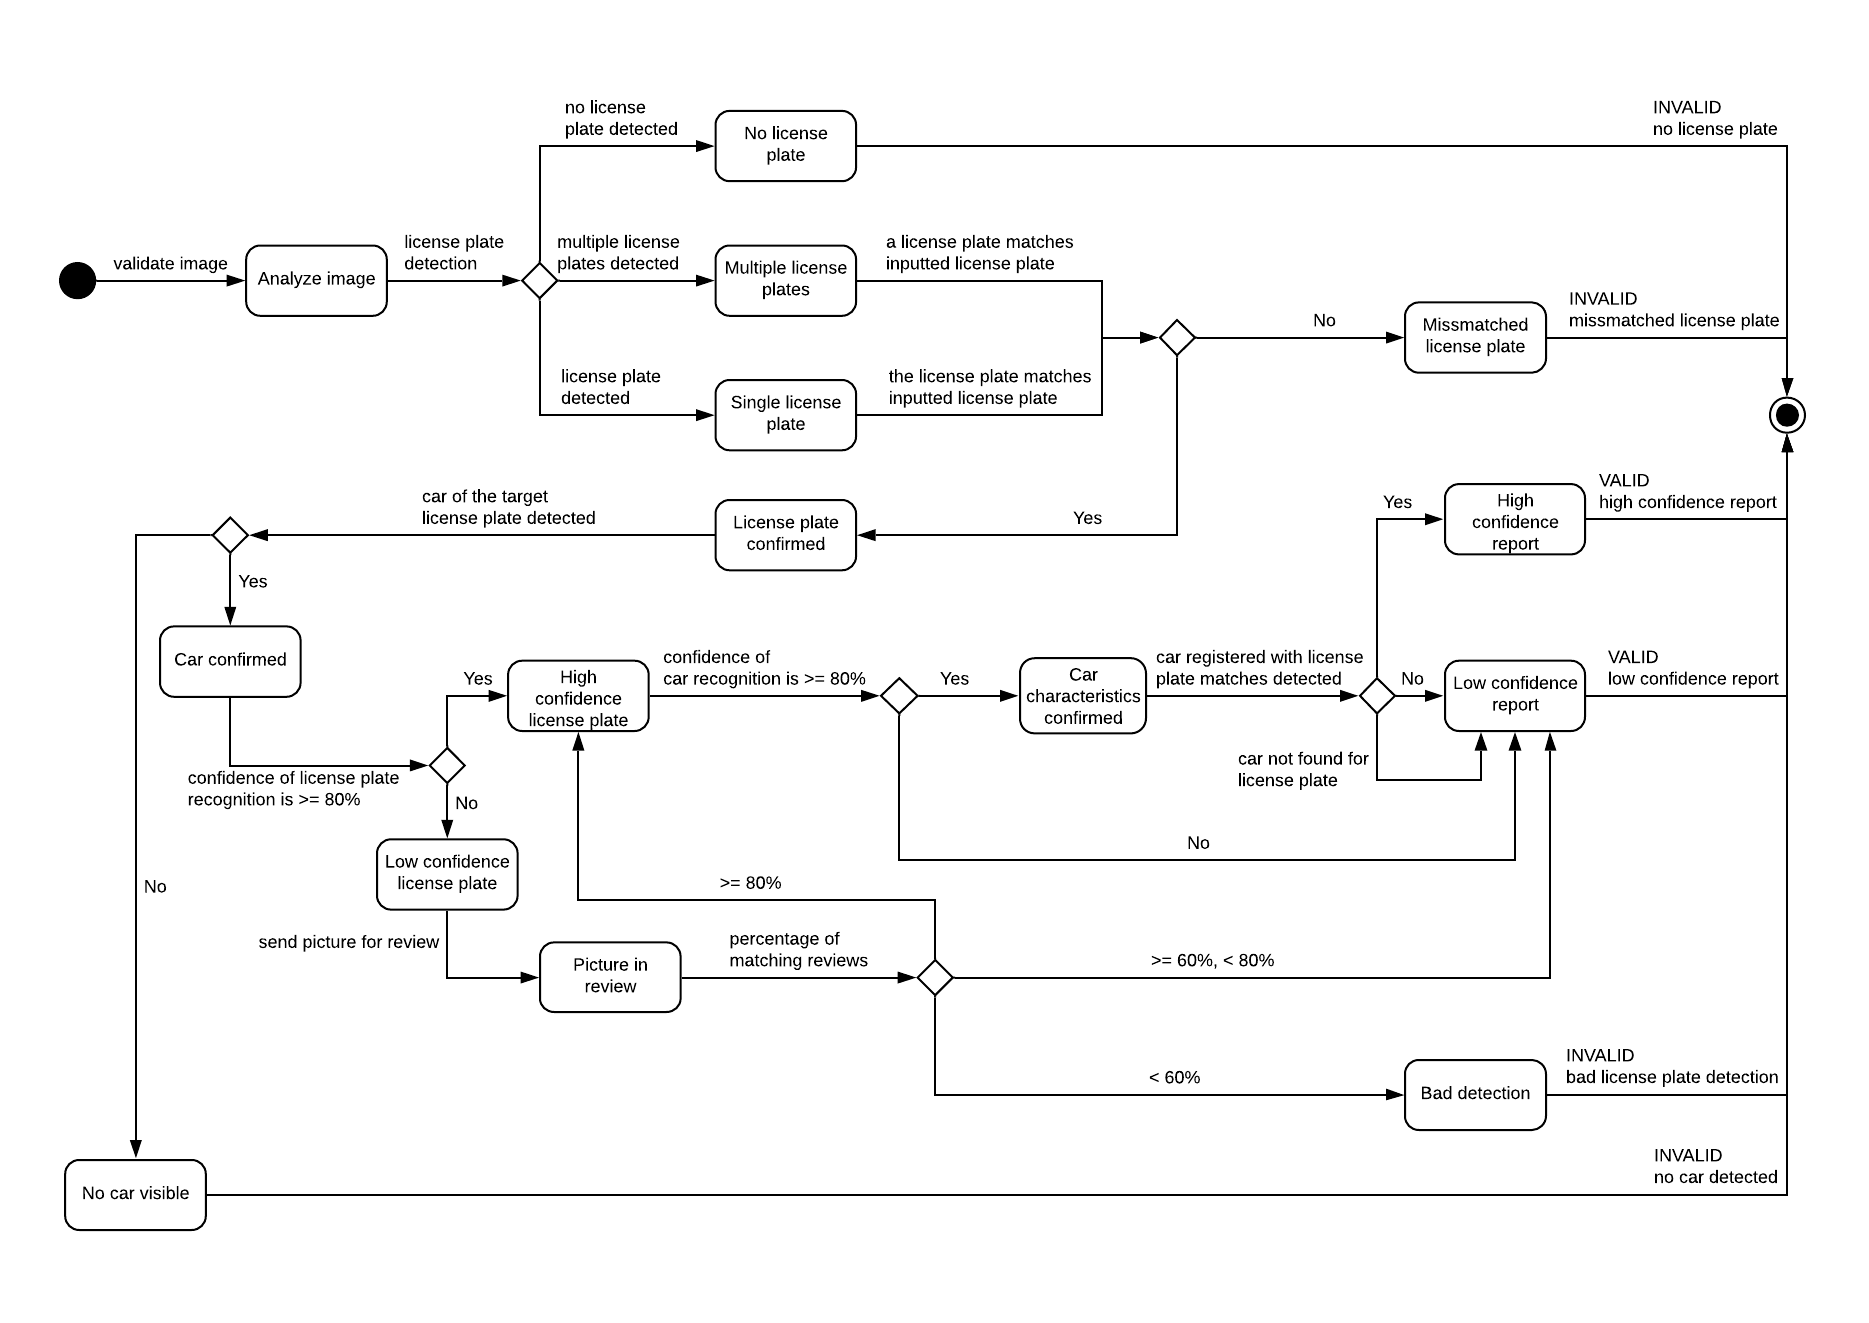 no license
plate detected
No license
plate
INVALID
no license plate
validate image
Analyze image
license plate
detection
multiple license
plates detected
Multiple license
plates
a license plate matches
inputted license plate
No
Missmatched
license plate
INVALID
missmatched license plate
license plate
detected
Single license
plate
the license plate matches
inputted license plate
Yes
License plate
confirmed
car of the target
license plate detected
Yes
No
Car confirmed
confidence of license plate
recognition is >= 80%
Yes
No
High
confidence
license plate
confidence of
car recognition is >= 80%
Yes
No
Car
characteristics
confirmed
car registered with license
plate matches detected
Yes
No
car not found for
license plate
High
confidence
report
VALID
high confidence report
Low confidence
report
VALID
low confidence report
Low confidence
license plate
send picture for review
Picture in
review
percentage of
matching reviews
>= 80%
>= 60%, < 80%
< 60%
Bad detection
INVALID
bad license plate detection
No car visible
INVALID
no car detected